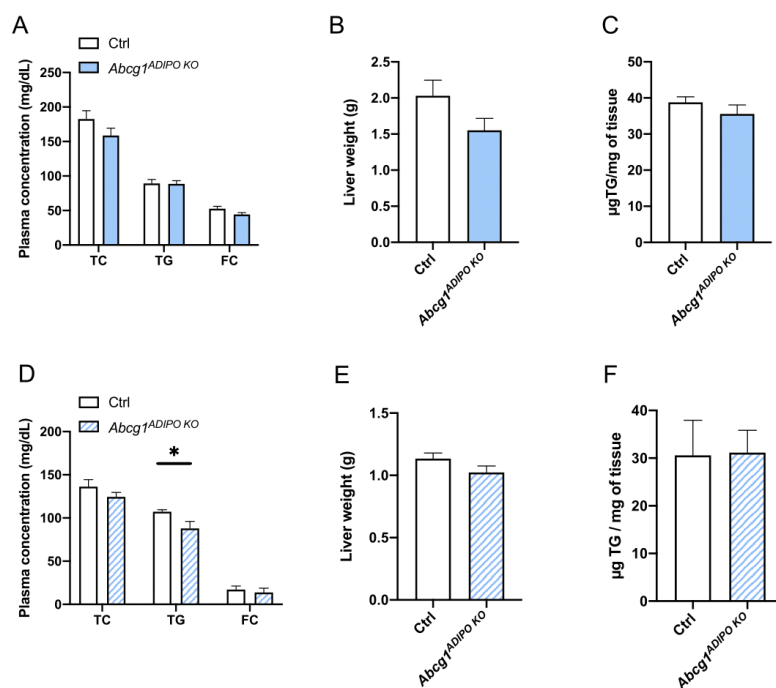 A
Ctrl
Abcg1ADIPO KO
Plasma concentration (mg/dL)
250
200
150
100
50
0
TC
TG
FC
B
Liver weight (g)
2.5
2.0
1.5
1.0
0.5
0.0
Ctrl
Abcg1ADIPO KO
C
µgTG/mg of tissue
50
40
30
20
10
0
Ctrl
Abcg1ADIPO KO
D
Ctrl
Abcg1ADIPO KO
Plasma concentration (mg/dL)
200
150
100
50
0
*
TC
TG
FC
E
Liver weight (g)
1.5
1.0
0.5
0.0
Ctrl
Abcg1ADIPO KO
F
µg TG / mg of tissue
40
30
20
10
0
Ctrl
Abcg1ADIPO KO